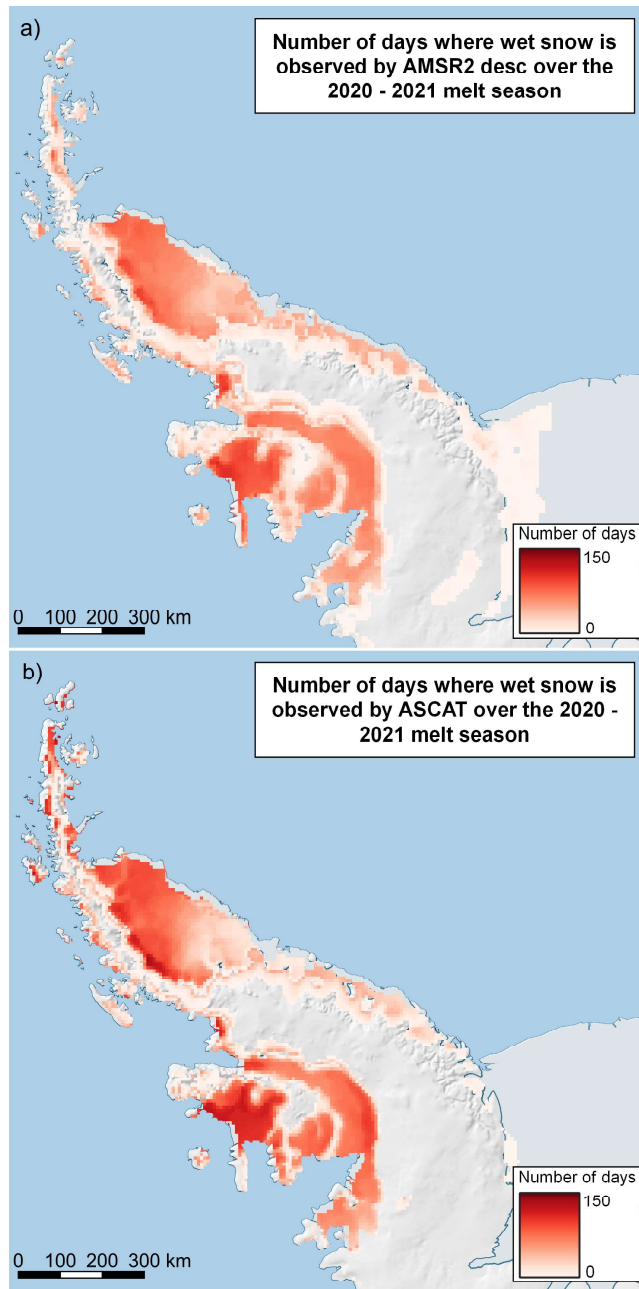 a)
Number of days where wet snow is
observed by AMSR2 desc over the
2020 - 2021 melt season
Number of days
150
0
0 100 200 300 km
b)
Number of days where wet snow is
observed by ASCAT over the 2020 -
2021 melt season
Number of days
150
0
0 100 200 300 km